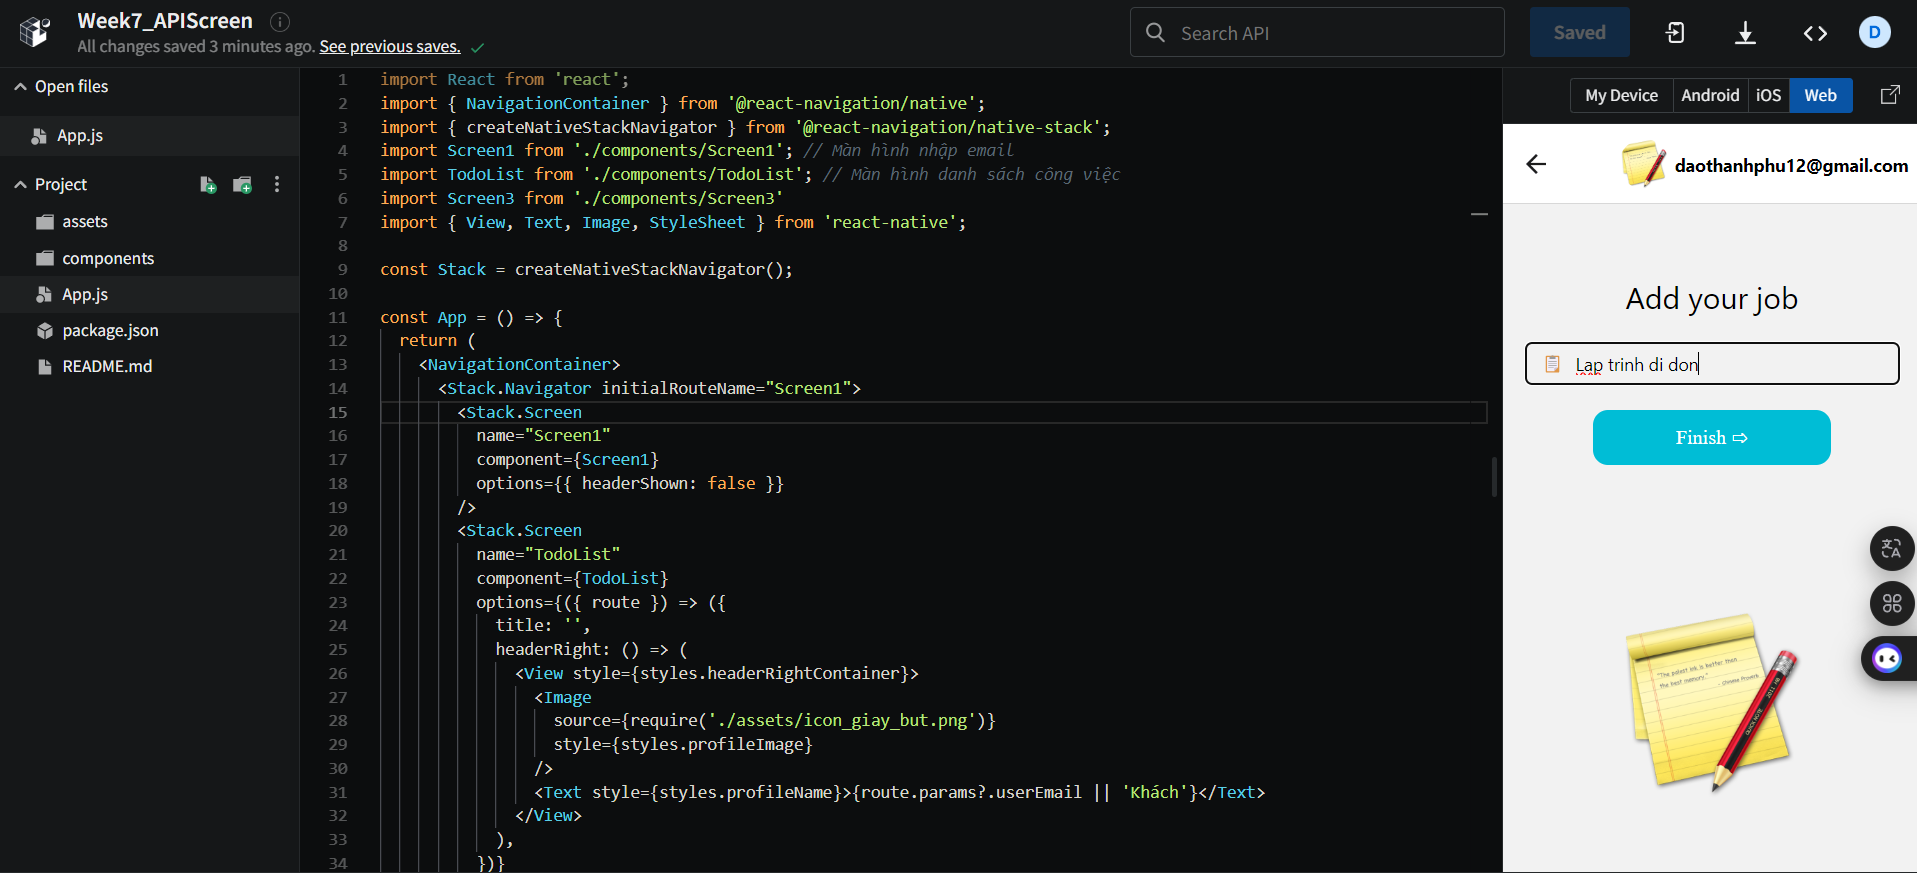 Week7_APIScreen
All changes saved 3 minutes ago. See previous saves.
Search API
Saved
D
Open files
App.js
Project
assets
components
App.js
package.json
README.md
1 import React from 'react';
2 import { NavigationContainer } from '@react-navigation/native';
3 import { createNativeStackNavigator } from '@react-navigation/native-stack';
4 import Screen1 from './components/Screen1'; // Màn hình nhập email
5 import TodoList from './components/TodoList'; // Màn hình danh sách công việc
6 import Screen3 from './components/Screen3'
7 import { View, Text, Image, StyleSheet } from 'react-native';
8
9 const Stack = createNativeStackNavigator();
10
11 const App = () => {
12 return (
13 <NavigationContainer>
14 <Stack.Navigator initialRouteName="Screen1">
15 <Stack.Screen
16 name="Screen1"
17 component={Screen1}
18 options={{ headerShown: false }}
19 />
20 <Stack.Screen
21 name="TodoList"
22 component={TodoList}
23 options={({ route }) => ({
24 title: '',
25 headerRight: () => (
26 <View style={styles.headerRightContainer}>
27 <Image
28 source={require('./assets/icon_giay_but.png')}
29 style={styles.profileImage}
30 />
31 <Text style={styles.profileName}>{route.params?.userEmail || 'Khách'}</Text>
32 </View>
33 ),
34 })}
My Device Android iOS Web
daothanhphu12@gmail.com
Add your job
Lap trinh di don
Finish ⇨
"The palest ink is better than
the best memory."
- Chinese Proverb